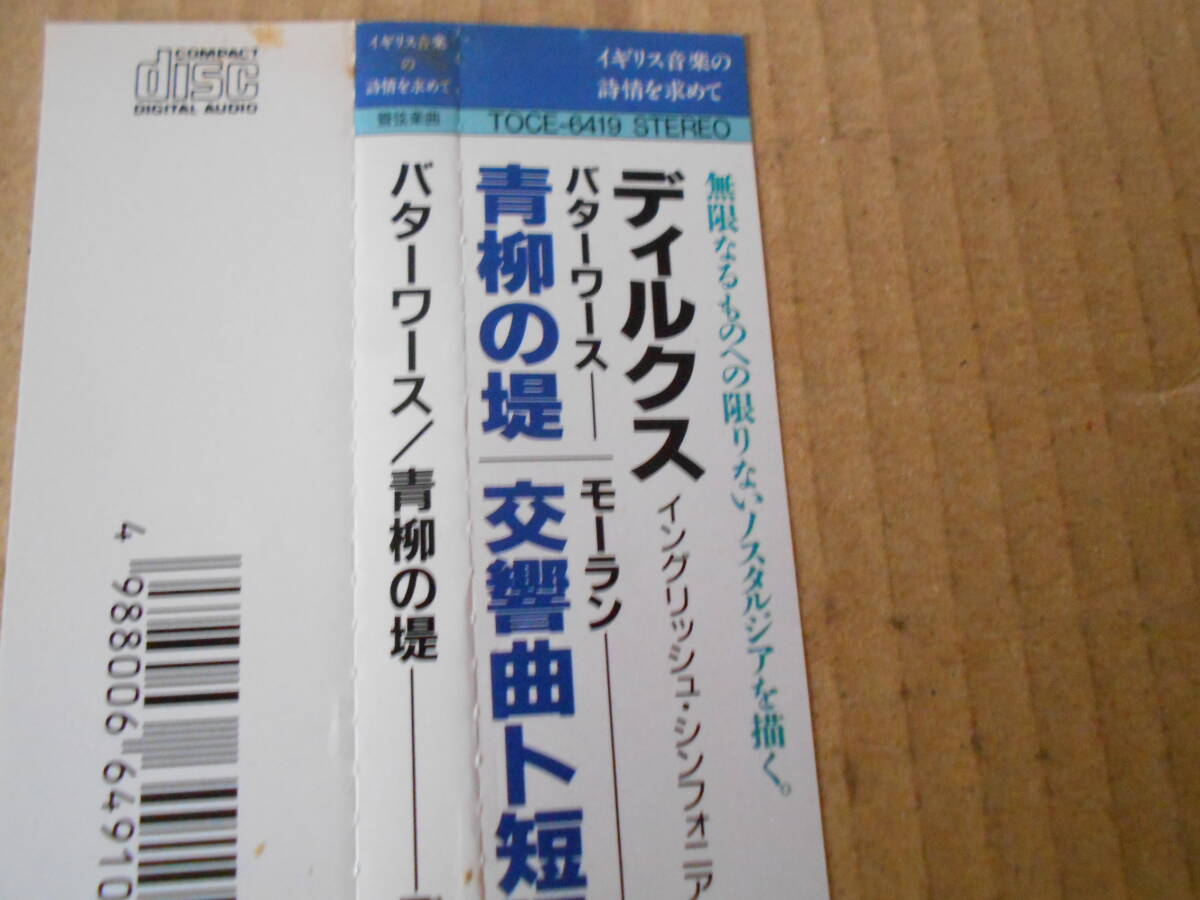 COMPACT
disc
DIGITAL AUDIO
4 988006 64910
イギリス音楽
の
詩情を求めて
管弦楽曲
バターワース/青柳の堤
イギリス音楽の
詩情を求めて
TOCE-6419 STEREO
無限なるものへの限りないノスタルジアを描く。
ディルクス イングリッシュ・シンフォニア
バターワース
青柳の堤
モーラン
交響曲ト短